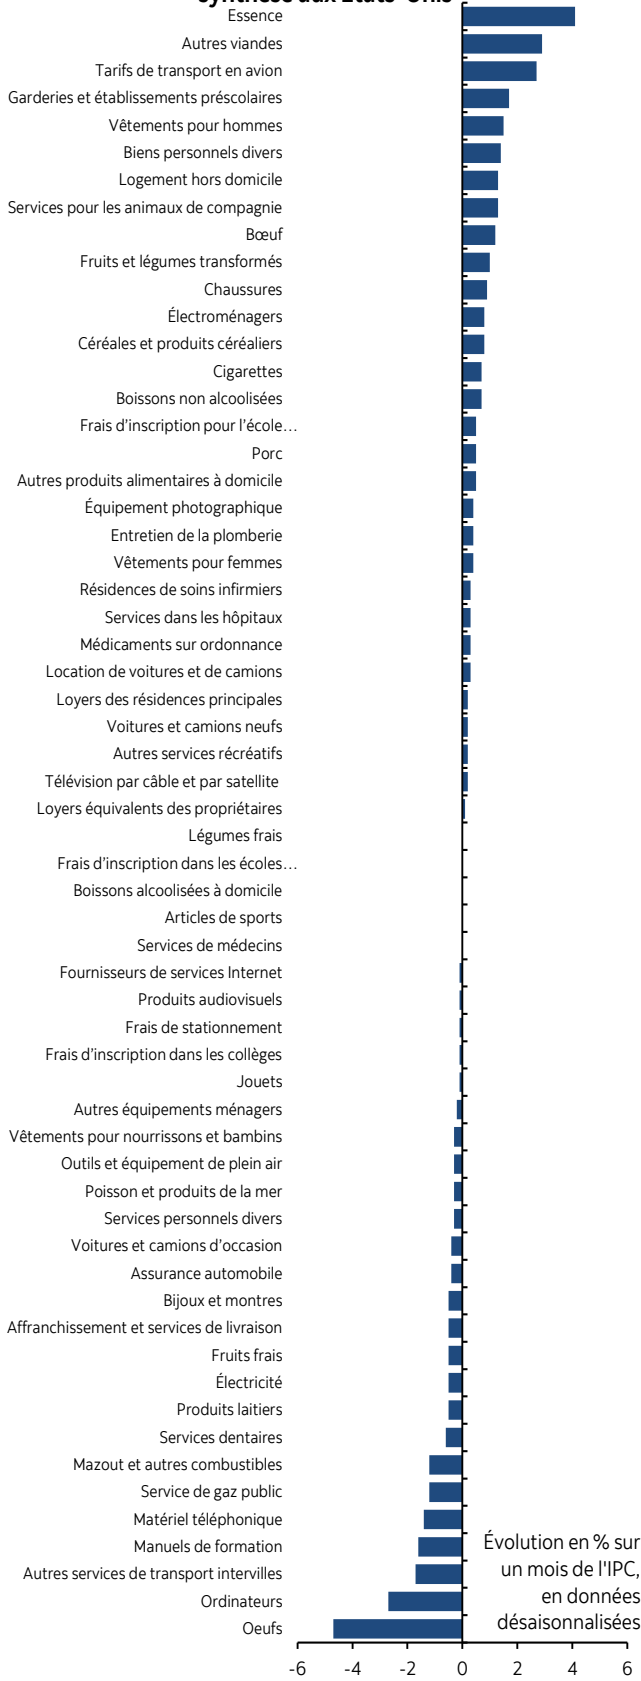 synthèse aux États-Unis
Essence
Autres viandes
Tarifs de transport en avion
Garderies et établissements préscolaires
Vêtements pour hommes
Biens personnels divers
Logement hors domicile
Services pour les animaux de compagnie
Bœuf
Fruits et légumes transformés
Chaussures
Électroménagers
Céréales et produits céréaliers
Cigarettes
Boissons non alcoolisées
Frais d'inscription pour l'école…
Porc
Autres produits alimentaires à domicile
Équipement photographique
Entretien de la plomberie
Vêtements pour femmes
Résidences de soins infirmiers
Services dans les hôpitaux
Médicaments sur ordonnance
Location de voitures et de camions
Loyers des résidences principales
Voitures et camions neufs
Autres services récréatifs
Télévision par câble et par satellite
Loyers équivalents des propriétaires
Légumes frais
Frais d'inscription dans les écoles…
Boissons alcoolisées à domicile
Articles de sports
Services de médecins
Fournisseurs de services Internet
Produits audiovisuels
Frais de stationnement
Frais d'inscription dans les collèges
Jouets
Autres équipements ménagers
Vêtements pour nourrissons et bambins
Outils et équipement de plein air
Poisson et produits de la mer
Services personnels divers
Voitures et camions d'occasion
Assurance automobile
Bijoux et montres
Affranchissement et services de livraison
Fruits frais
Électricité
Produits laitiers
Services dentaires
Mazout et autres combustibles
Service de gaz public
Matériel téléphonique
Manuels de formation
Autres services de transport intervilles
Ordinateurs
Oeufs
Évolution en % sur
un mois de l'IPC,
en données
désaisonnalisées
-6 -4 -2 0 2 4 6